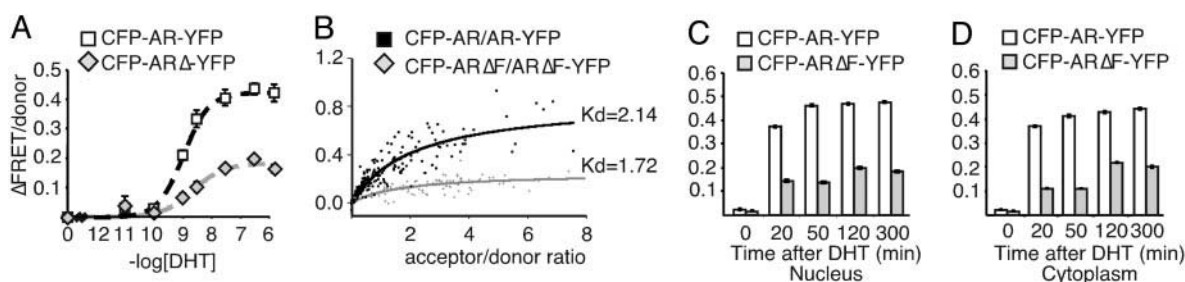 A
CFP-AR-YFP
CFP-ARΔ-YFP
ΔFRET/donor
0.5
0.4
0.3
0.2
0.1
0 12 11 10 9 8 7 6
-log[DHT]
B
CFP-AR/AR-YFP
CFP-ARΔF/ARΔF-YFP
1.2
0.8
0.4
0.0
Kd=2.14
Kd=1.72
2 4 6 8
acceptor/donor ratio
C
CFP-AR-YFP
CFP-ARΔF-YFP
0.6
0.5
0.4
0.3
0.2
0.1
0 20 50 120 300
Time after DHT (min)
Nucleus
D
CFP-AR-YFP
CFP-ARΔF-YFP
0.6
0.5
0.4
0.3
0.2
0.1
0 20 50 120 300
Time after DHT (min)
Cytoplasm